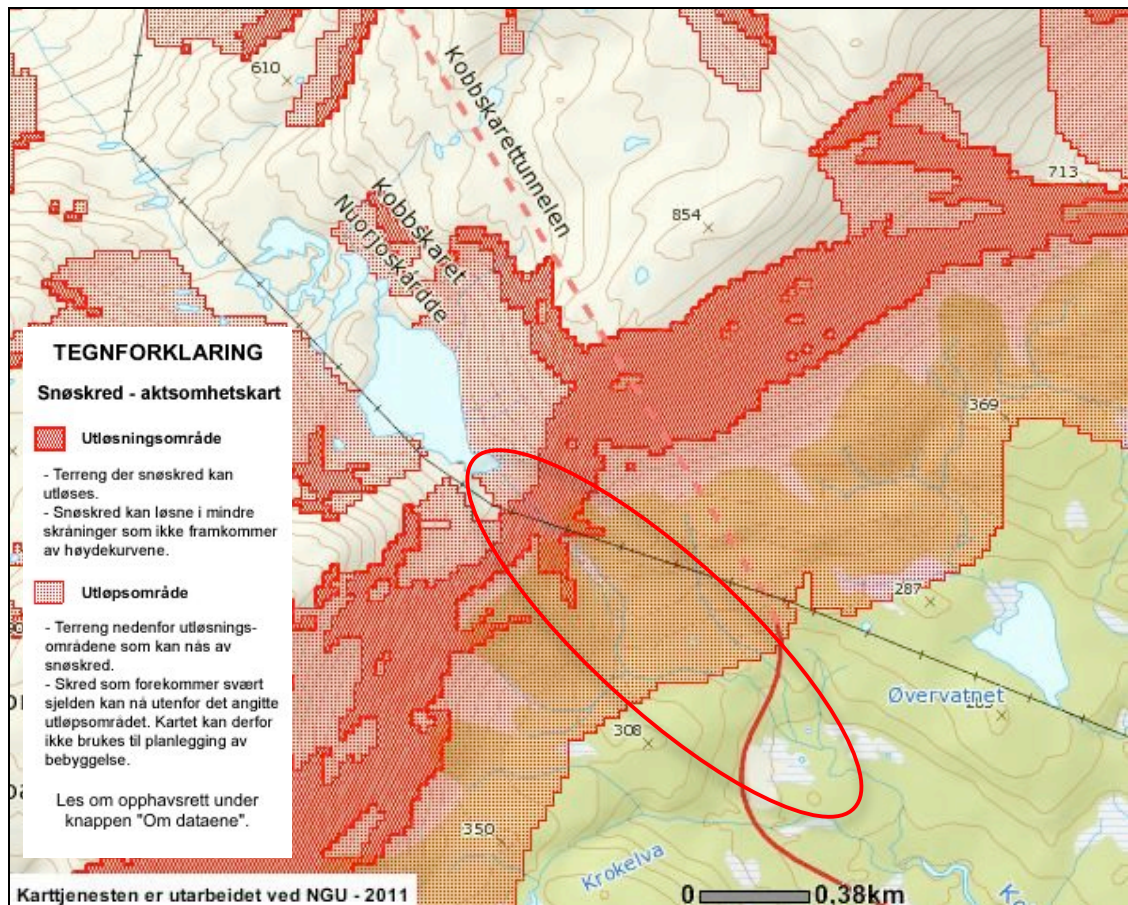 610
Kobbskarettunnelen
854
713
Kobbskaret
Nuorjoskårdde
TEGNFORKLARING
Snøskred - aktsomhetskart
Utløsningsområde
- Terreng der snøskred kan
utløses.
- Snøskred kan løsne i mindre
skråninger som ikke framkommer
av høydekurvene.
Utløpsområde
- Terreng nedenfor utløsnings-
områdene som kan nås av
snøskred.
- Skred som forekommer svært
sjelden kan nå utenfor det angitte
utløpsområdet. Kartet kan derfor
ikke brukes til planlegging av
bebyggelse.
Les om opphavsrett under
knappen "Om dataene".
369
287
Øvervatnet
308
350
Krokelva
Karttjenesten er utarbeidet ved NGU - 2011
0 0.38km